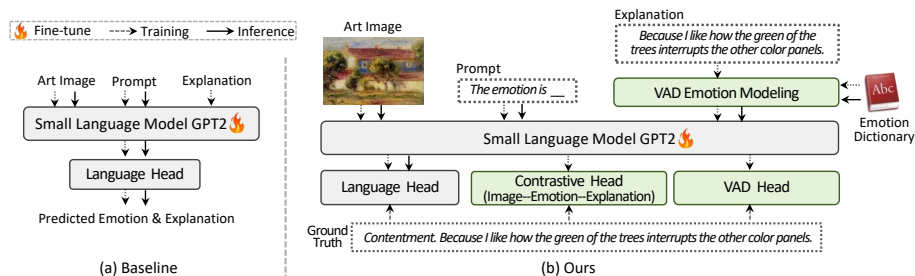 Fine-tune Training Inference
Art Image Prompt Explanation
Small Language Model GPT2
Language Head
Predicted Emotion & Explanation
(a) Baseline
Art Image
Prompt
The emotion is __
Explanation
Because I like how the green of the
trees interrupts the other color panels.
VAD Emotion Modeling
Abc
Emotion
Dictionary
Small Language Model GPT2
Language Head
Contrastive Head
(Image--Emotion--Explanation)
VAD Head
Ground
Truth
Contentment. Because I like how the green of the trees interrupts the other color panels.
(b) Ours